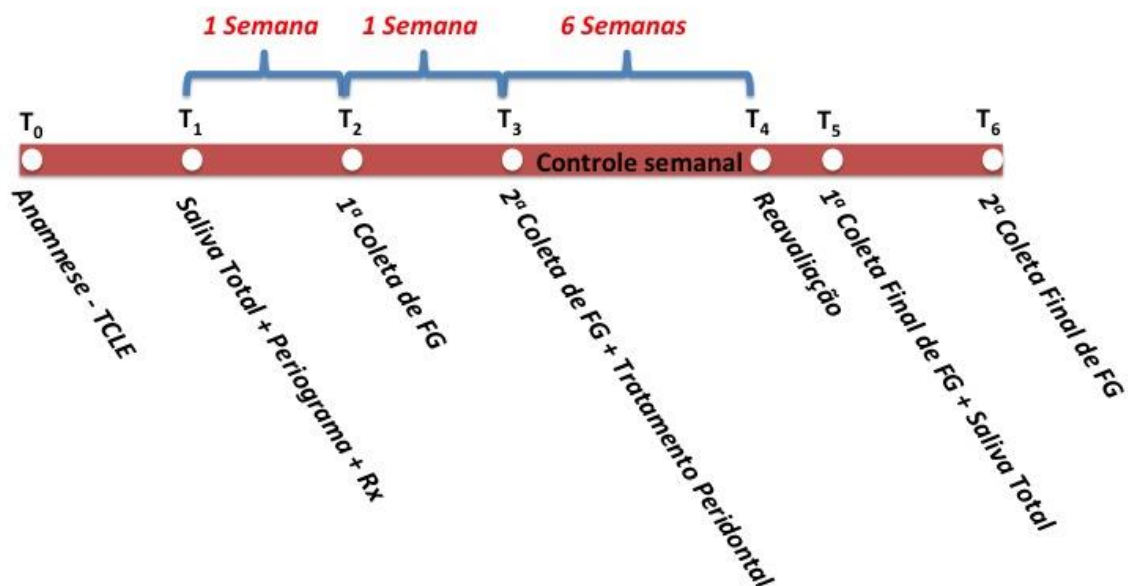 1 Semana
1 Semana
6 Semanas
T0
T1
T2
T3
T4
T5
T6
Controle semanal
Anamnese - TCLE
Saliva Total + Periograma + Rx
1ª Coleta de FG
2ª Coleta de FG + Tratamento Peridontal
Reavaliação
1ª Coleta Final de FG + Saliva Total
2ª Coleta Final de FG